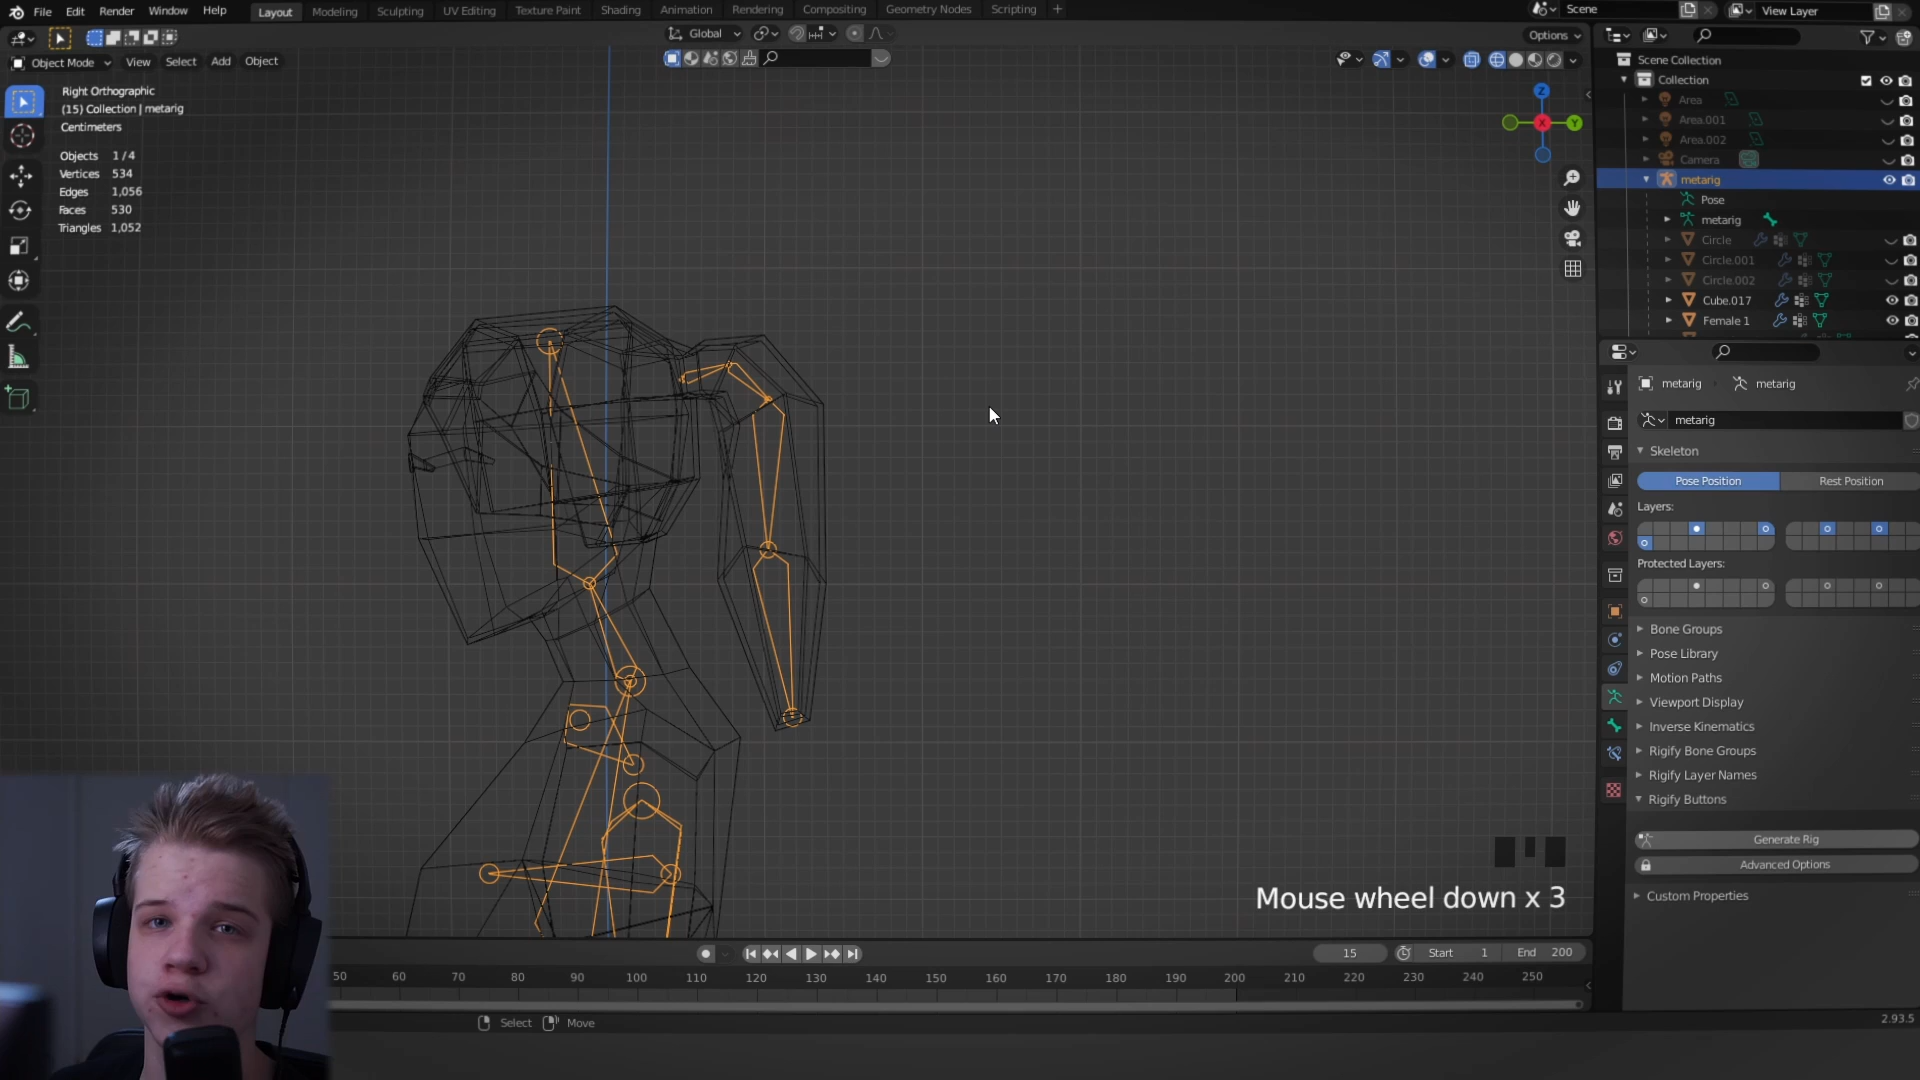 File Edit Render Window Help Layout Modeling Sculpting UV Editing Texture Paint Shading Animation Rendering Compositing Geometry Nodes Scripting + Scene View Layer
Global Options
Object Mode View Select Add Object
Right Orthographic
(15) Collection | metarig
Centimeters
Objects 1 / 4
Vertices 534
Edges 1,056
Faces 530
Triangles 1,052
Z
X
Y
Scene Collection
Collection
Area
Area.001
Area.002
Camera
metarig
Pose
metarig
Circle
Circle.001
Circle.002
Cube.017
Female 1
metarig metarig
metarig
Skeleton
Pose Position Rest Position
Layers:
Protected Layers:
Bone Groups
Pose Library
Motion Paths
Viewport Display
Inverse Kinematics
Rigify Bone Groups
Rigify Layer Names
Rigify Buttons
Generate Rig
Advanced Options
Custom Properties
Mouse wheel down x 3
15 Start 1 End 200
50 60 70 80 90 100 110 120 130 140 150 160 170 180 190 200 210 220 230 240 250
Select Move
2.93.5